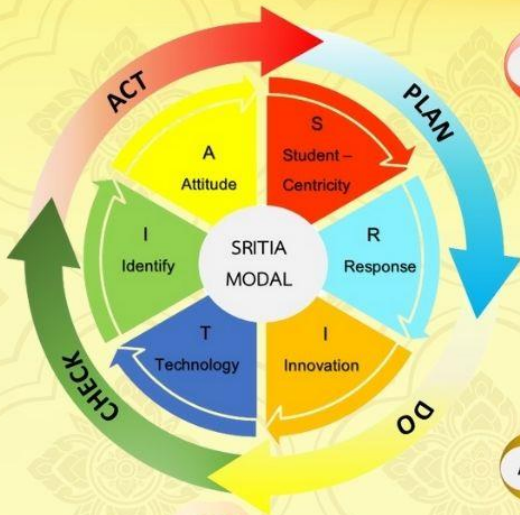 ACT
PLAN
DO
CHECK
S
Student –
Centricity
R
Response
I
Innovation
T
Technology
I
Identify
A
Attitude
SRITIA
MODAL